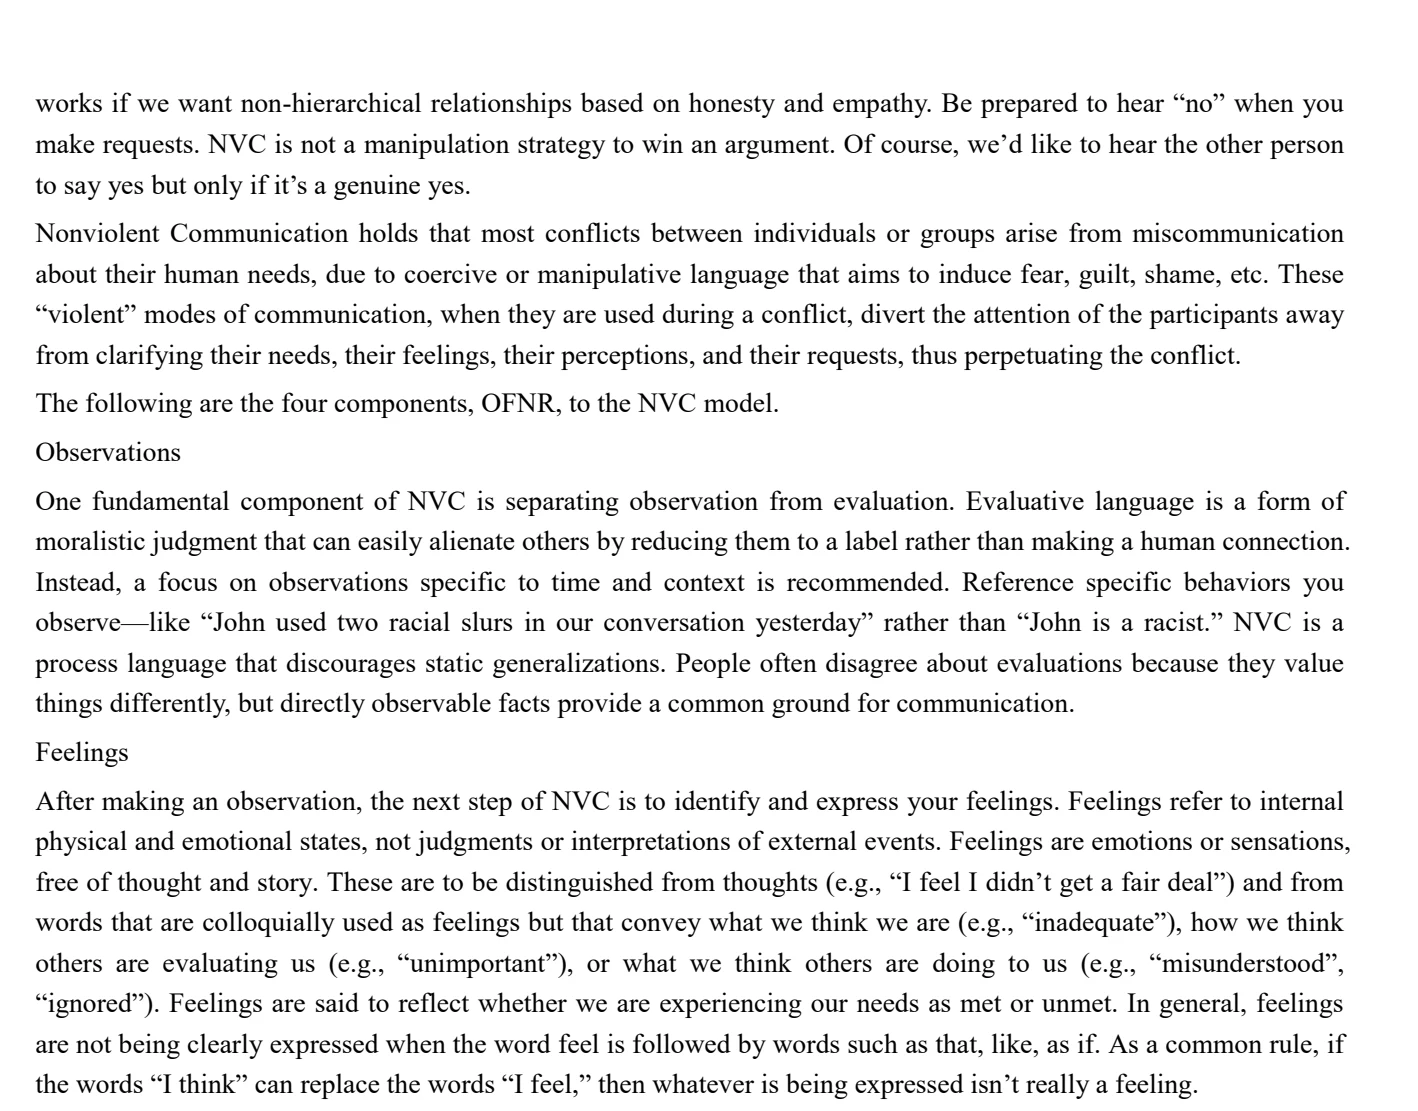 works if we want non-hierarchical relationships based on honesty and empathy. Be prepared to hear “no” when you
make requests. NVC is not a manipulation strategy to win an argument. Of course, we’d like to hear the other person
to say yes but only if it’s a genuine yes.
Nonviolent Communication holds that most conflicts between individuals or groups arise from miscommunication
about their human needs, due to coercive or manipulative language that aims to induce fear, guilt, shame, etc. These
“violent” modes of communication, when they are used during a conflict, divert the attention of the participants away
from clarifying their needs, their feelings, their perceptions, and their requests, thus perpetuating the conflict.
The following are the four components, OFNR, to the NVC model.
Observations
One fundamental component of NVC is separating observation from evaluation. Evaluative language is a form of
moralistic judgment that can easily alienate others by reducing them to a label rather than making a human connection.
Instead, a focus on observations specific to time and context is recommended. Reference specific behaviors you
observe—like “John used two racial slurs in our conversation yesterday” rather than “John is a racist.” NVC is a
process language that discourages static generalizations. People often disagree about evaluations because they value
things differently, but directly observable facts provide a common ground for communication.
Feelings
After making an observation, the next step of NVC is to identify and express your feelings. Feelings refer to internal
physical and emotional states, not judgments or interpretations of external events. Feelings are emotions or sensations,
free of thought and story. These are to be distinguished from thoughts (e.g., “I feel I didn’t get a fair deal”) and from
words that are colloquially used as feelings but that convey what we think we are (e.g., “inadequate”), how we think
others are evaluating us (e.g., “unimportant”), or what we think others are doing to us (e.g., “misunderstood”,
“ignored”). Feelings are said to reflect whether we are experiencing our needs as met or unmet. In general, feelings
are not being clearly expressed when the word feel is followed by words such as that, like, as if. As a common rule, if
the words “I think” can replace the words “I feel,” then whatever is being expressed isn’t really a feeling.